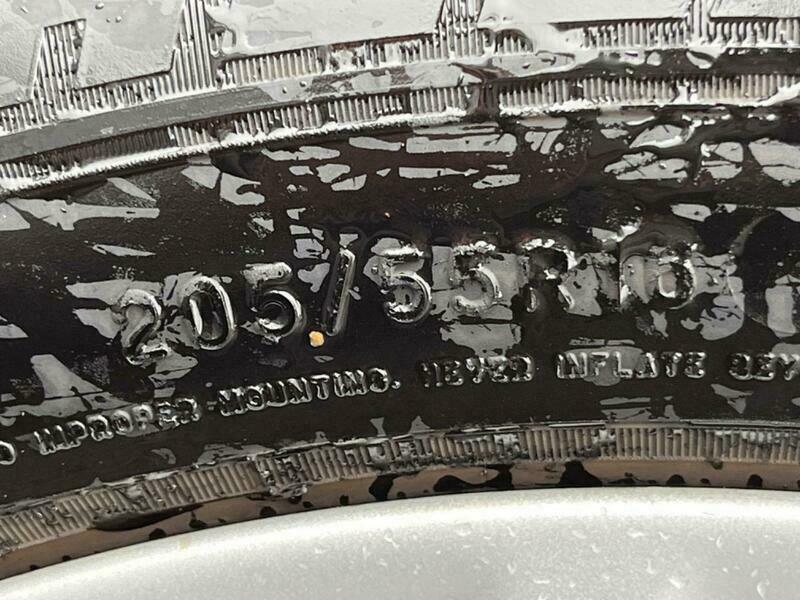 205/55R16
IMPROPER MOUNTING. NEVER INFLATE